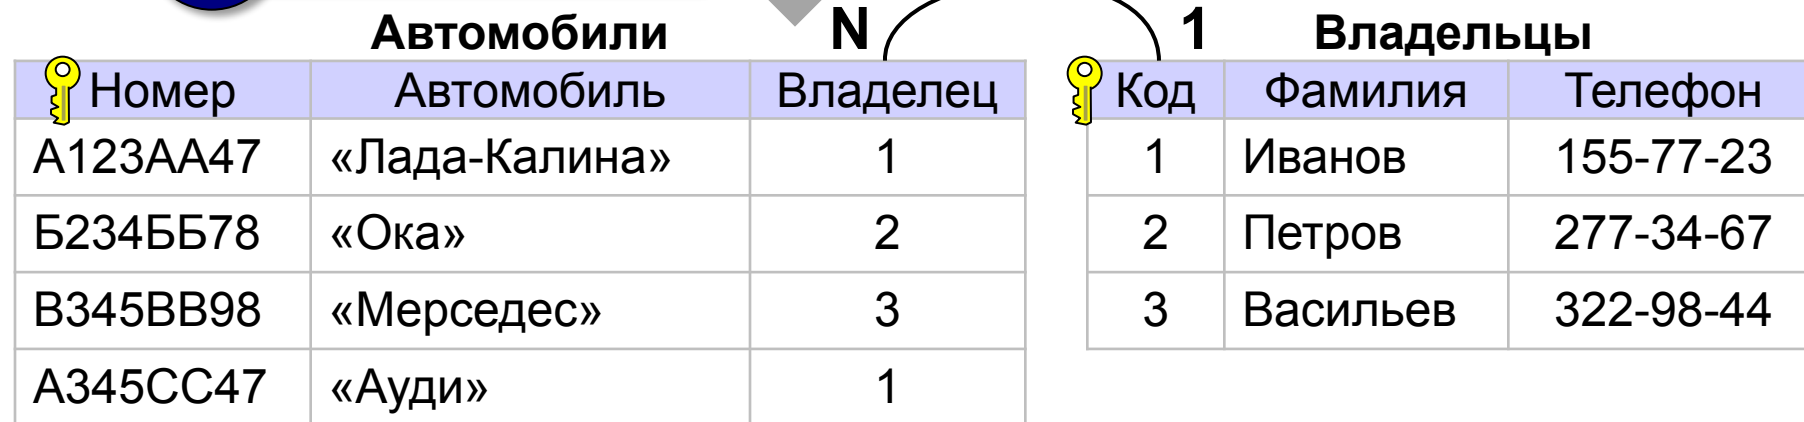 Автомобили N 1 Владельцы
Номер Автомобиль Владелец Код Фамилия Телефон
А123АА47 «Лада-Калина» 1 1 Иванов 155-77-23
Б234ББ78 «Ока» 2 2 Петров 277-34-67
В345ВВ98 «Мерседес» 3 3 Васильев 322-98-44
А345СС47 «Ауди» 1